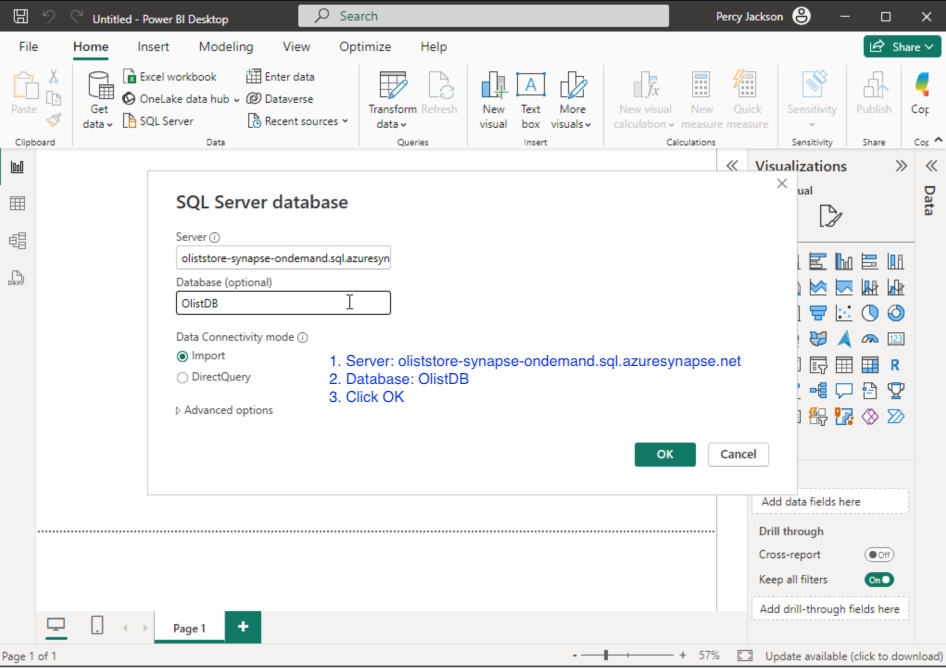 Untitled - Power BI Desktop
Search
Percy Jackson
File Home Insert Modeling View Optimize Help
Share
Paste
Clipboard
Get data
Excel workbook
OneLake data hub
SQL Server
Enter data
Dataverse
Recent sources
Data
Transform data
Refresh
Queries
New visual
Text box
More visuals
Insert
New visual calculation
New measure
Quick measure
Calculations
Sensitivity
Sensitivity
Publish
Share
Cop
Cop
DAX
SQL Server database
Server
oliststore-synapse-ondemand.sql.azuresyn
Database (optional)
OlistDB
Data Connectivity mode
Import
DirectQuery
Advanced options
1. Server: oliststore-synapse-ondemand.sql.azuresynapse.net
2. Database: OlistDB
3. Click OK
OK
Cancel
Visualizations
ual
123
R
Data
Add data fields here
Drill through
Cross-report
Off
Keep all filters
On
Add drill-through fields here
Page 1
Page 1 of 1
57%
Update available (click to download)